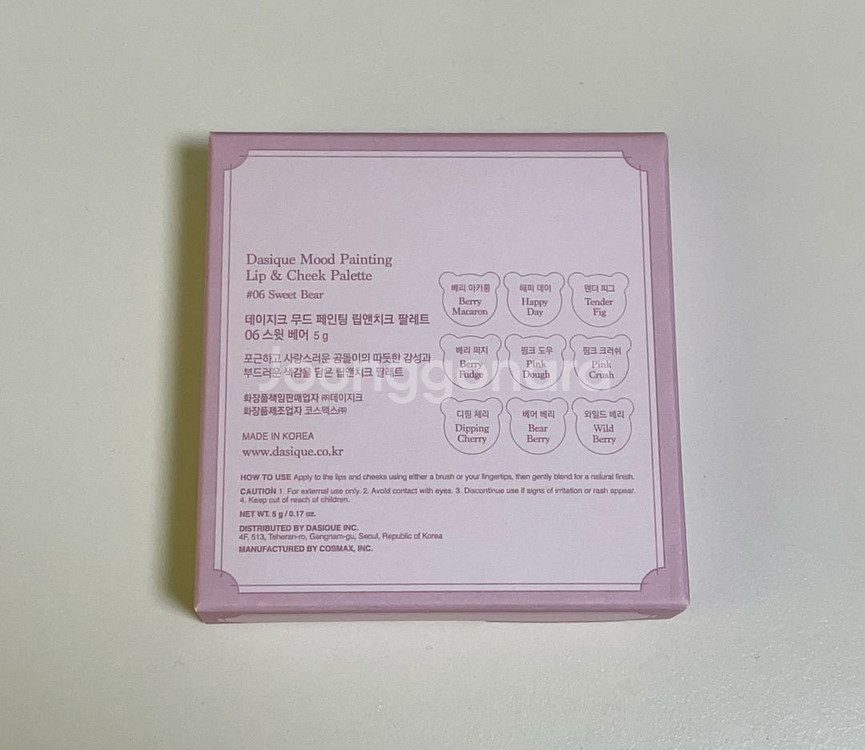 Dasique Mood Painting
Lip & Cheek Palette
#06 Sweet Bear
데이지크 무드 페인팅 립앤치크 팔레트
06 스윗 베어 5 g
포근하고 사랑스러운 곰돌이의 따듯한 감성과
부드러운 색감을 담은 립앤치크 팔레트
화장품책임판매업자 ㈜데이지크
화장품제조업자 코스맥스㈜
MADE IN KOREA
www.dasique.co.kr
베리 마카롱
Berry
Macaron
해피 데이
Happy
Day
텐더 피그
Tender
Fig
베리 퍼지
Berry
Fudge
핑크 도우
Pink
Dough
핑크 크러쉬
Pink
Crush
디핑 체리
Dipping
Cherry
베어 베리
Bear
Berry
와일드 베리
Wild
Berry
HOW TO USE Apply to the lips and cheeks using either a brush or your fingertips, then gently blend for a natural finish.
CAUTION 1. For external use only. 2. Avoid contact with eyes. 3. Discontinue use if signs of irritation or rash appear.
4. Keep out of reach of children.
NET WT. 5 g / 0.17 oz.
DISTRIBUTED BY DASIQUE INC.
4F, 513, Teheran-ro, Gangnam-gu, Seoul, Republic of Korea
MANUFACTURED BY COSMAX, INC.
Joonggonara